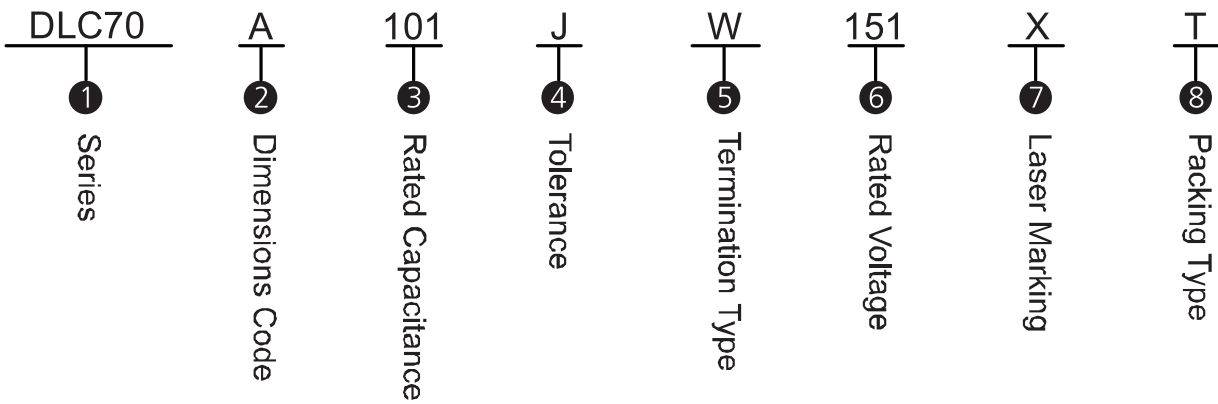 DLC70 A 101 J W 151 X T
1 2 3 4 5 6 7 8
Series
Dimensions Code
Rated Capacitance
Tolerance
Termination Type
Rated Voltage
Laser Marking
Packing Type